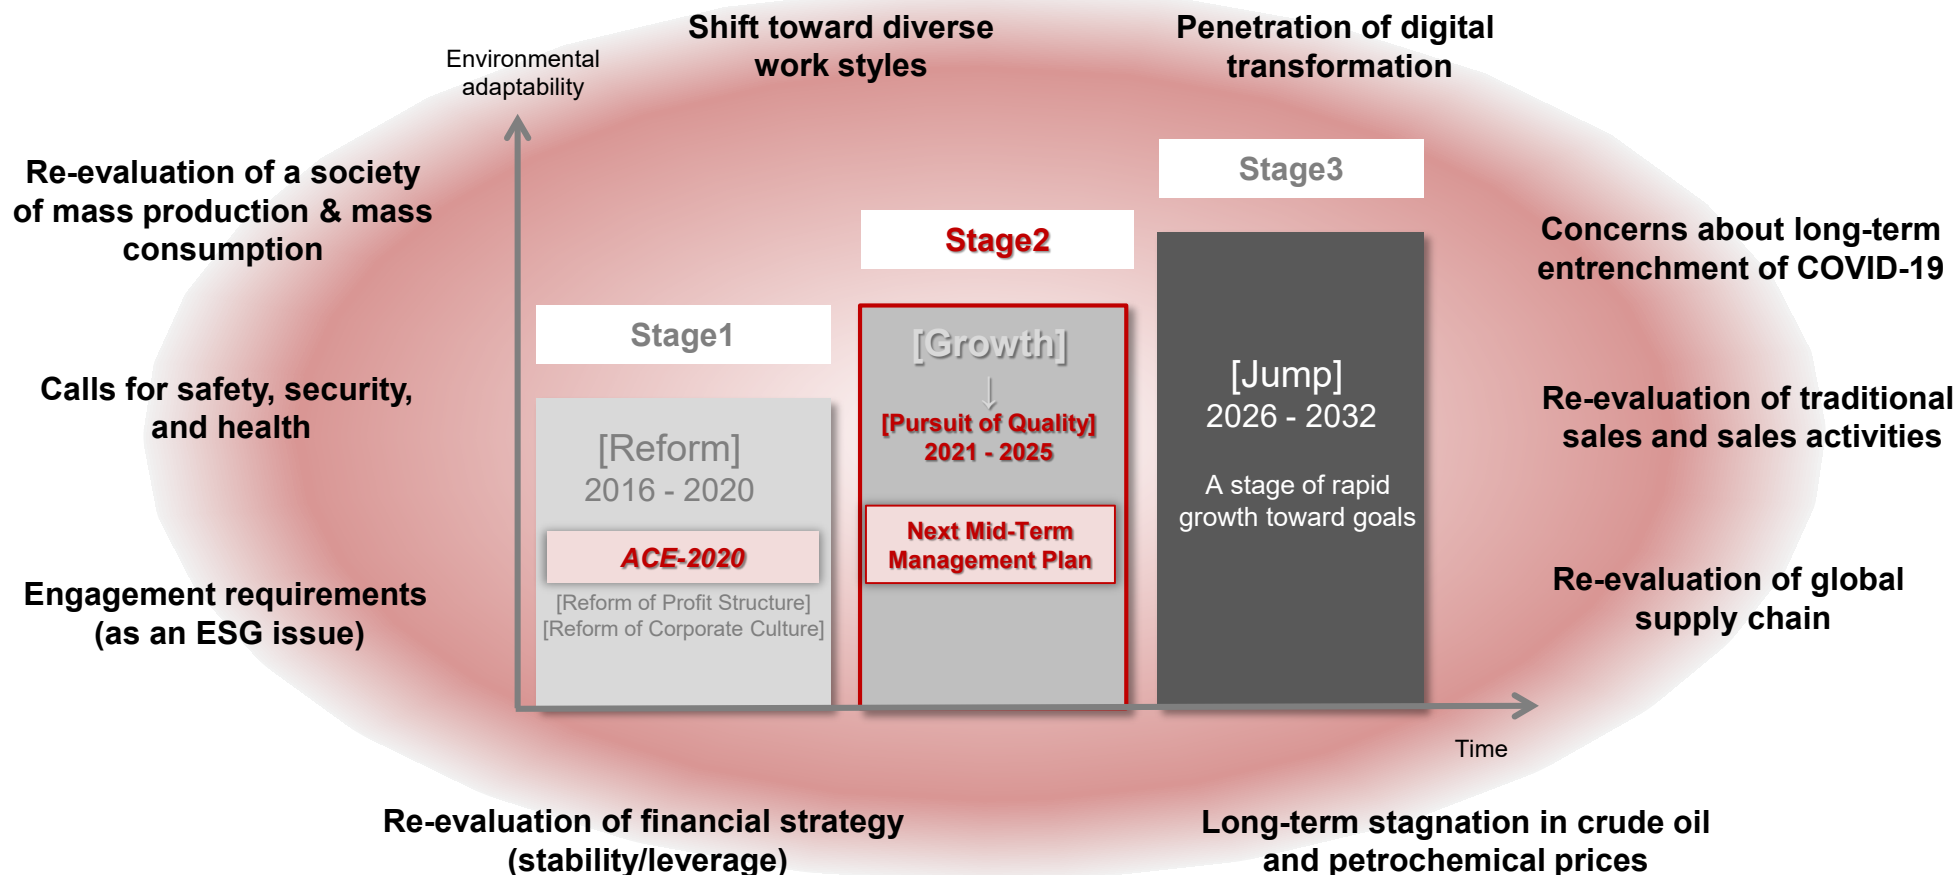 Shift toward diverse
work styles
Penetration of digital
transformation
Environmental
adaptability
Re-evaluation of a society
of mass production & mass
consumption
Calls for safety, security,
and health
Engagement requirements
(as an ESG issue)
Stage1
[Reform]
2016 - 2020
ACE-2020
[Reform of Profit Structure]
[Reform of Corporate Culture]
Stage2
[Growth]
↓
[Pursuit of Quality]
2021 - 2025
Next Mid-Term
Management Plan
Stage3
[Jump]
2026 - 2032
A stage of rapid
growth toward goals
Concerns about long-term
entrenchment of COVID-19
Re-evaluation of traditional
sales and sales activities
Re-evaluation of global
supply chain
Time
Re-evaluation of financial strategy
(stability/leverage)
Long-term stagnation in crude oil
and petrochemical prices